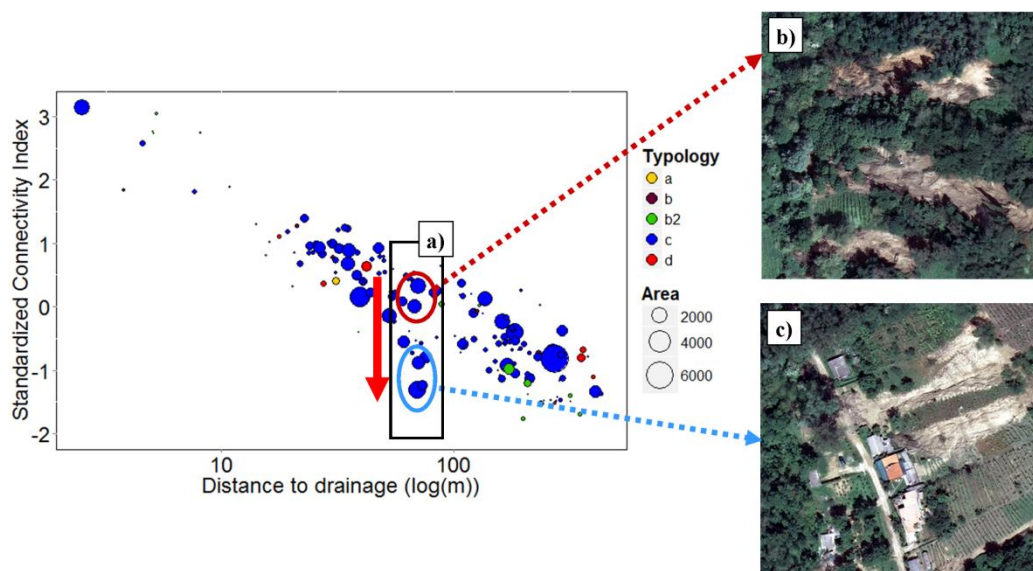 b)
Standardized Connectivity Index
3
2
1
0
-1
-2
a)
10
100
Distance to drainage (log(m))
Typology
a
b
b2
c
d
Area
2000
4000
6000
c)